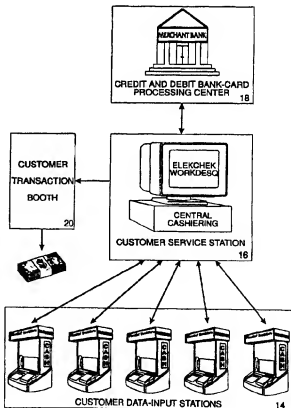 MERCHANT BANK
CREDIT AND DEBIT BANK-CARD
PROCESSING CENTER
18
CUSTOMER
TRANSACTION
BOOTH
20
ELEKCHEK
WORKDESQ
CENTRAL
CASHIERING
CUSTOMER SERVICE STATION
16
CUSTOMER DATA-INPUT STATIONS
14